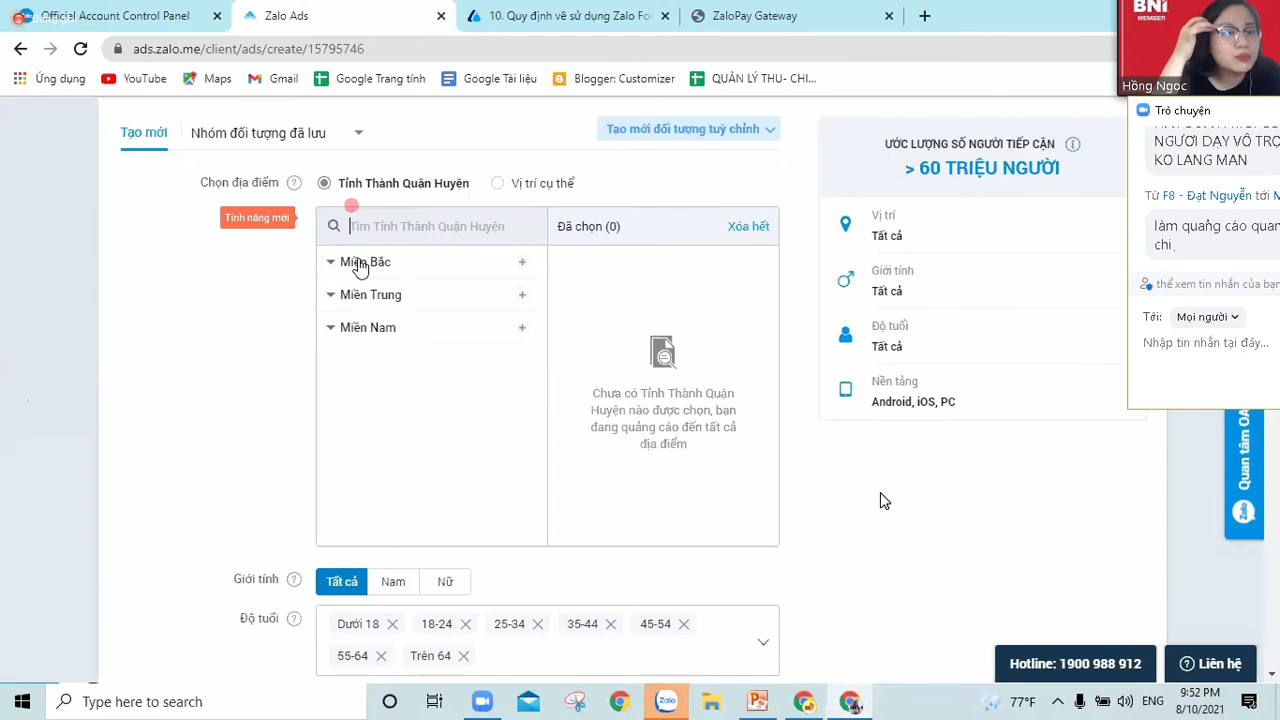 Official Account Control Panel
Zalo Ads
10. Quy định về sử dụng Zalo Fo
ZaloPay Gateway
ads.zalo.me/client/ads/create/15795746
Ứng dụng
YouTube
Maps
Gmail
Google Trang tính
Google Tài liệu
Blogger: Customizer
QUẢN LÝ THU- CHI...
BNI
MEMBER
Hồng Ngọc
Trò chuyện
NGƯỜI DẠY VÔ TRỌ
KO LANG MAN
Từ F8 - Đạt Nguyễn tới M
làm quảng cáo quan
chi.
thể xem tin nhắn của bạn
Tới: Mọi người
Nhập tin nhắn tại đây...
Tạo mới
Nhóm đối tượng đã lưu
Tạo mới đối tượng tuỳ chỉnh
Chọn địa điểm
Tỉnh Thành Quận Huyện
Vị trí cụ thể
Tính năng mới
Tìm Tỉnh Thành Quận Huyện
Đã chọn (0)
Xóa hết
Miền Bắc
Miền Trung
Miền Nam
Chưa có Tỉnh Thành Quận
Huyện nào được chọn, bạn
đang quảng cáo đến tất cả
địa điểm
Giới tính
Tất cả
Nam
Nữ
Độ tuổi
Dưới 18
18-24
25-34
35-44
45-54
55-64
Trên 64
ƯỚC LƯỢNG SỐ NGƯỜI TIẾP CẬN
> 60 TRIỆU NGƯỜI
Vị trí
Tất cả
Giới tính
Tất cả
Độ tuổi
Tất cả
Nền tảng
Android, iOS, PC
Quan tâm OA
Zalo
Hotline: 1900 988 912
Liên hệ
Type here to search
Zalo
77°F
ENG
9:52 PM
8/10/2021